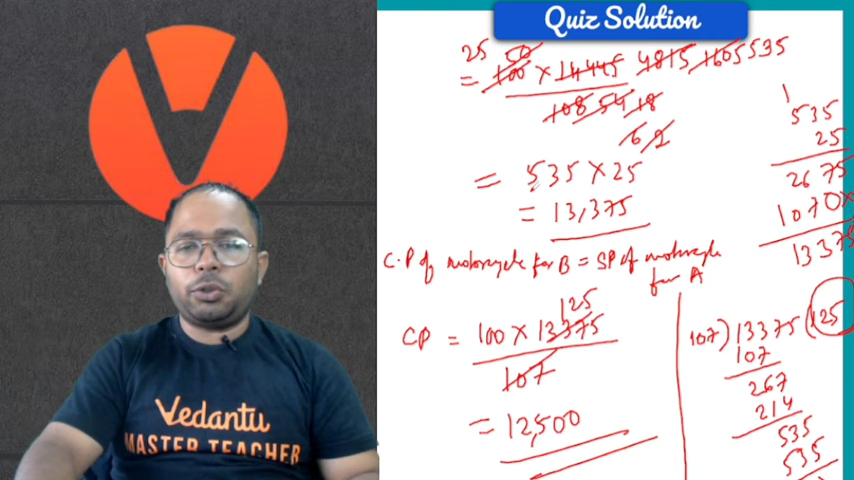 Quiz Solution
25 50
= 100 × 14445 4815 1605 535
108 54 18
6 2
= 535 × 25
= 13,375
C.P of motorcycle for B = SP of motorcycle
for A
125
CP = 100 × 13375
107
= 12,500
1
535
25
2675
1070×
13375
107) 13375 (125
107
267
214
535
535
Vedantu
MASTER TEACHER